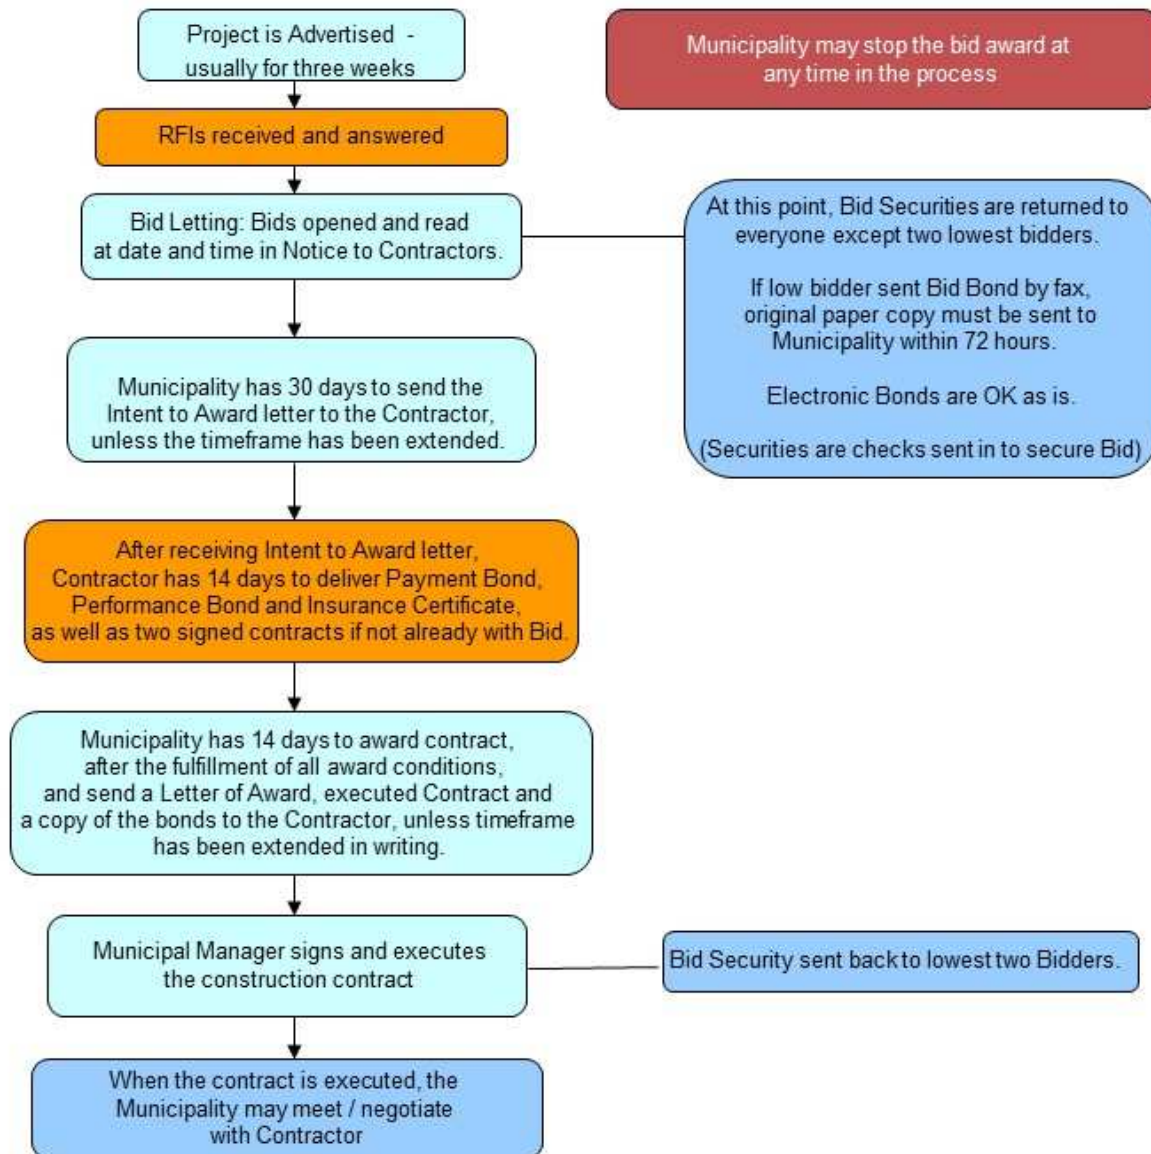 Project is Advertised -
usually for three weeks
Municipality may stop the bid award at
any time in the process
RFIs received and answered
Bid Letting: Bids opened and read
at date and time in Notice to Contractors.
At this point, Bid Securities are returned to
everyone except two lowest bidders.
If low bidder sent Bid Bond by fax,
original paper copy must be sent to
Municipality within 72 hours.
Electronic Bonds are OK as is.
(Securities are checks sent in to secure Bid)
Municipality has 30 days to send the
Intent to Award letter to the Contractor,
unless the timeframe has been extended.
After receiving Intent to Award letter,
Contractor has 14 days to deliver Payment Bond,
Performance Bond and Insurance Certificate,
as well as two signed contracts if not already with Bid.
Municipality has 14 days to award contract,
after the fulfillment of all award conditions,
and send a Letter of Award, executed Contract and
a copy of the bonds to the Contractor, unless timeframe
has been extended in writing.
Municipal Manager signs and executes
the construction contract
Bid Security sent back to lowest two Bidders.
When the contract is executed, the
Municipality may meet / negotiate
with Contractor